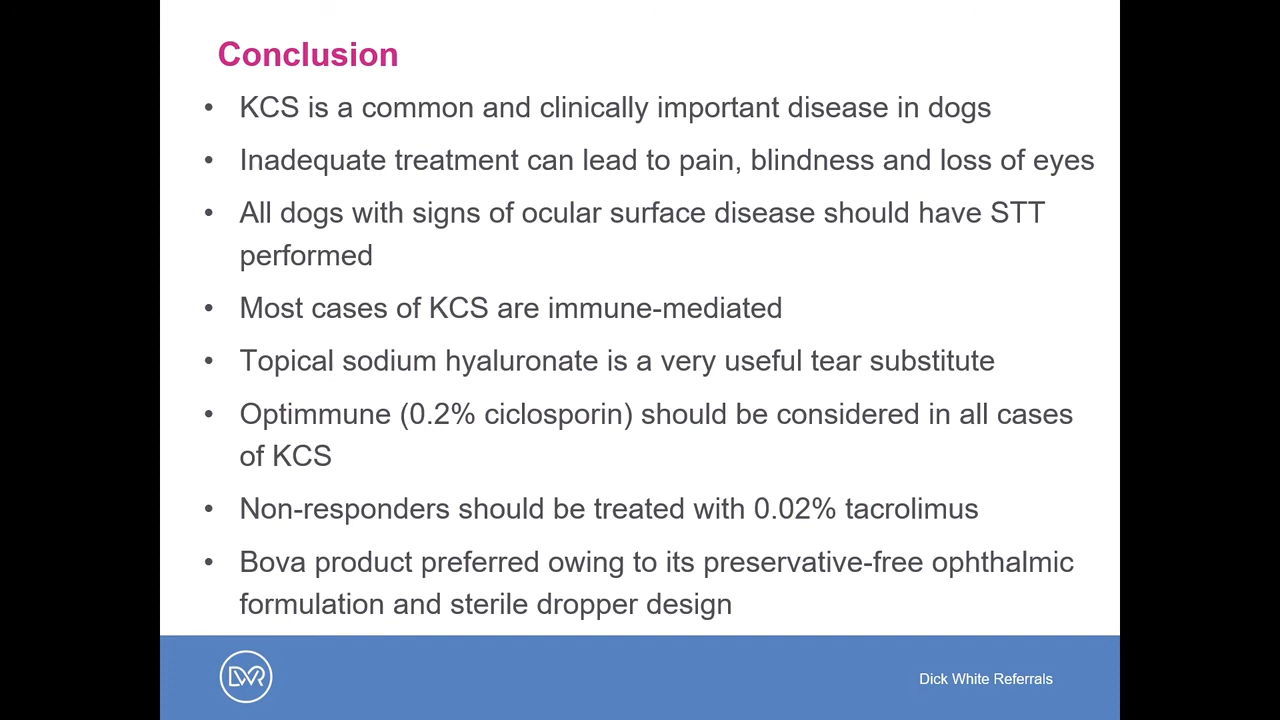 Conclusion
• KCS is a common and clinically important disease in dogs
• Inadequate treatment can lead to pain, blindness and loss of eyes
• All dogs with signs of ocular surface disease should have STT
performed
• Most cases of KCS are immune-mediated
• Topical sodium hyaluronate is a very useful tear substitute
• Optimmune (0.2% ciclosporin) should be considered in all cases
of KCS
• Non-responders should be treated with 0.02% tacrolimus
• Bova product preferred owing to its preservative-free ophthalmic
formulation and sterile dropper design
DWR
Dick White Referrals